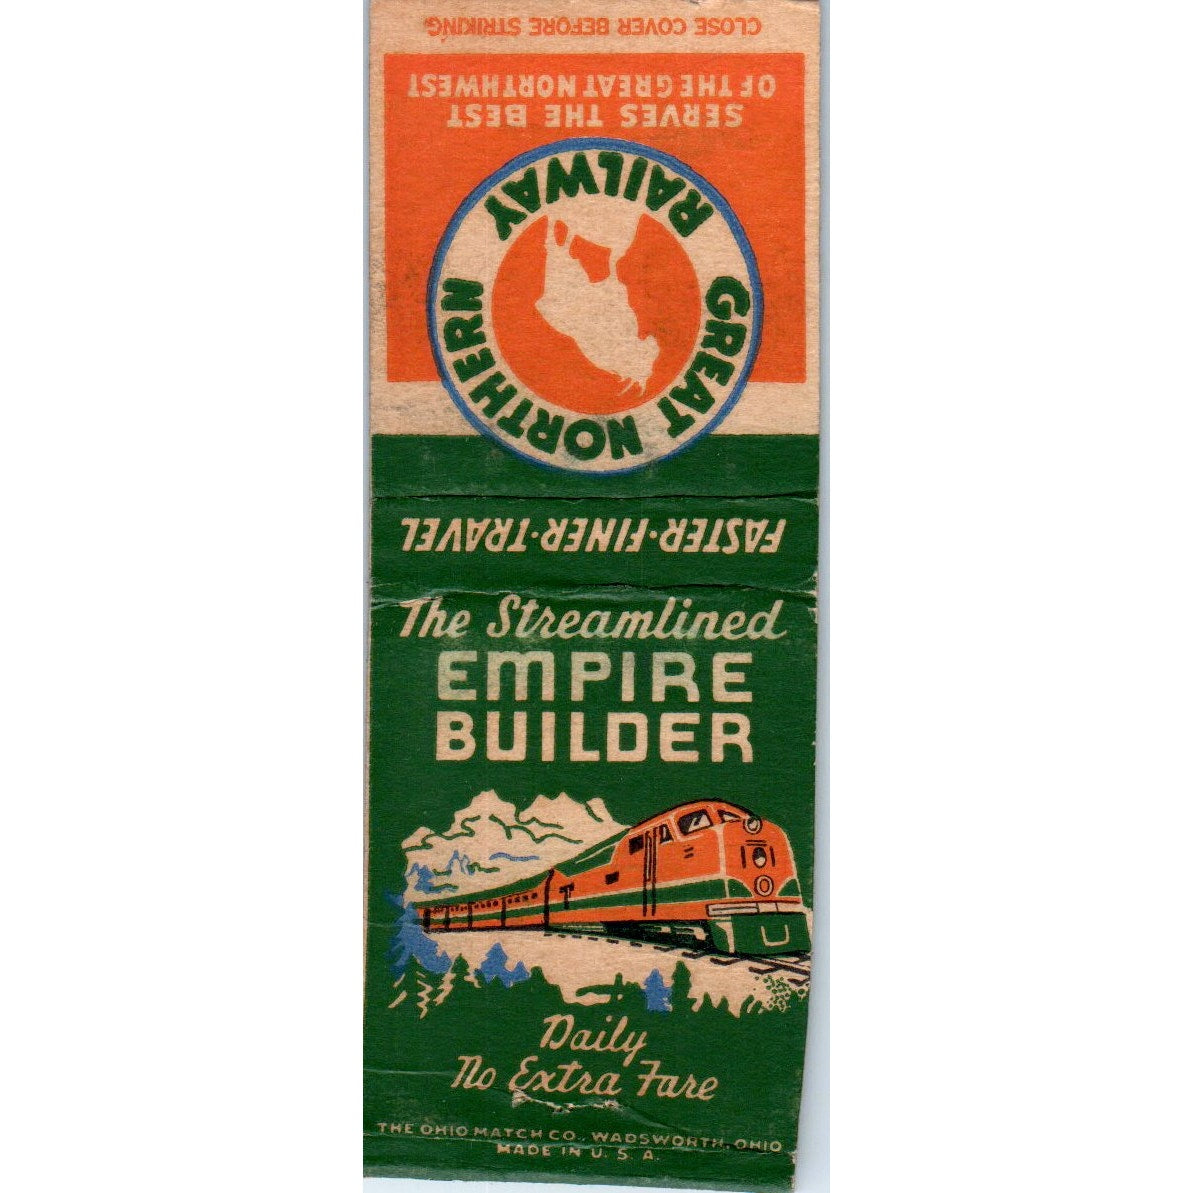 CLOSE COVER BEFORE STRIKING
SERVES THE BEST
OF THE GREAT NORTHWEST
GREAT NORTHERN
RAILWAY
FASTER·FINER·TRAVEL
The Streamlined
EMPIRE
BUILDER
Daily
No Extra Fare
THE OHIO MATCH CO., WADSWORTH, OHIO
MADE IN U. S. A.